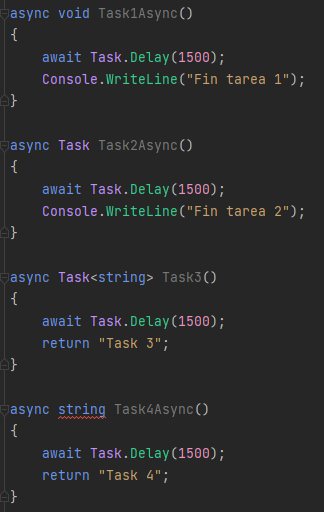 async void Task1Async()
{
    await Task.Delay(1500);
    Console.WriteLine("Fin tarea 1");
}
async Task Task2Async()
{
    await Task.Delay(1500);
    Console.WriteLine("Fin tarea 2");
}
async Task<string> Task3()
{
    await Task.Delay(1500);
    return "Task 3";
}
async string Task4Async()
{
    await Task.Delay(1500);
    return "Task 4";
}